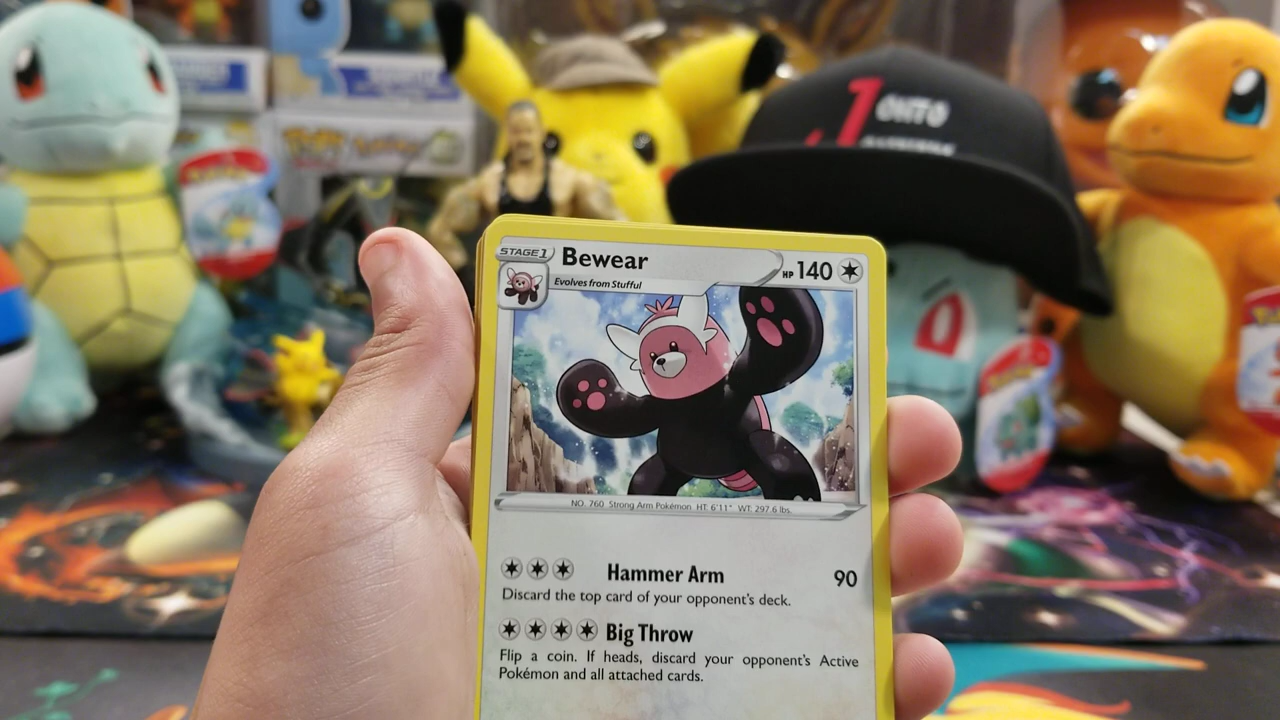 1 OHTO
STAGE 1
Bewear
HP 140
Evolves from Stufful
NO. 760 Strong Arm Pokémon HT: 6'11" WT: 297.6 lbs.
Hammer Arm 90
Discard the top card of your opponent's deck.
Big Throw
Flip a coin. If heads, discard your opponent's Active
Pokémon and all attached cards.